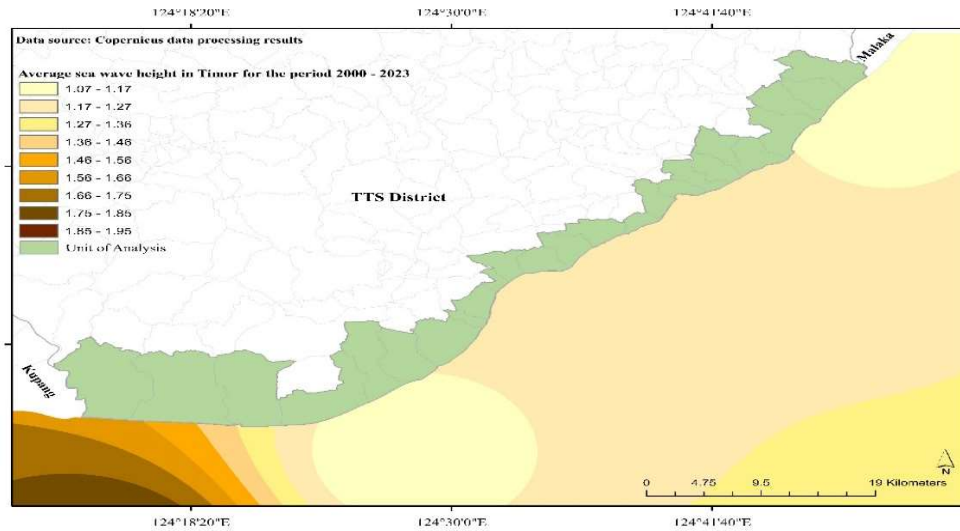 124°18'20"E 124°30'0"E 124°41'40"E
Data source: Copernicus data processing results
Malaka
Average sea wave height in Timor for the period 2000 - 2023
1.07 - 1.17
1.17 - 1.27
1.27 - 1.36
1.36 - 1.46
1.46 - 1.56
1.56 - 1.66
1.66 - 1.75
1.75 - 1.85
1.85 - 1.95
Unit of Analysis
TTS District
Kupang
N
0 4.75 9.5 19 Kilometers
124°18'20"E 124°30'0"E 124°41'40"E